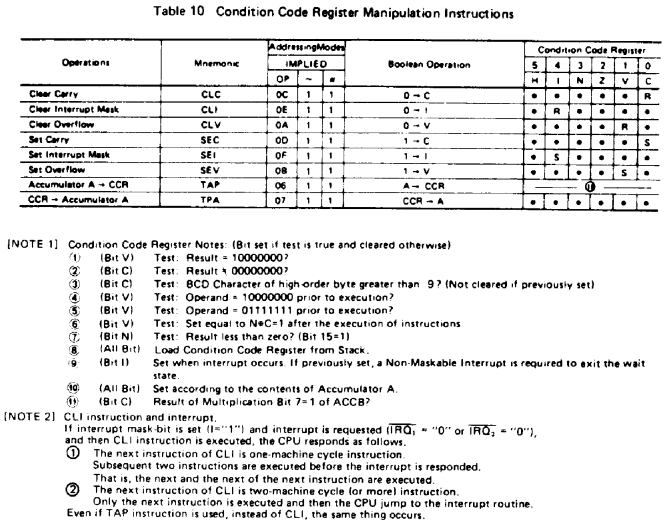 Table 10 Condition Code Register Manipulation Instructions
Operations Mnemonic AddressingModes Boolean Operation Condition Code Register
IMPLIED 5 4 3 2 1 0
OP ~ # H I N Z V C
Clear Carry CLC 0C 1 1 0 → C • • • • • R
Clear Interrupt Mask CLI 0E 1 1 0 → I • R • • • •
Clear Overflow CLV 0A 1 1 0 → V • • • • R •
Set Carry SEC 0D 1 1 1 → C • • • • • S
Set Interrupt Mask SEI 0F 1 1 1 → I • S • • • •
Set Overflow SEV 0B 1 1 1 → V • • • • S •
Accumulator A → CCR TAP 06 1 1 A → CCR ⑩
CCR → Accumulator A TPA 07 1 1 CCR → A • • • • • •
[NOTE 1] Condition Code Register Notes: (Bit set if test is true and cleared otherwise)
① (Bit V) Test: Result = 10000000?
② (Bit C) Test: Result ≠ 00000000?
③ (Bit C) Test: BCD Character of high-order byte greater than 9? (Not cleared if previously set)
④ (Bit V) Test: Operand = 10000000 prior to execution?
⑤ (Bit V) Test: Operand = 01111111 prior to execution?
⑥ (Bit V) Test: Set equal to N⊕C=1 after the execution of instructions
⑦ (Bit N) Test: Result less than zero? (Bit 15=1)
⑧ (All Bit) Load Condition Code Register from Stack.
⑨ (Bit I) Set when interrupt occurs. If previously set, a Non-Maskable Interrupt is required to exit the wait
state.
⑩ (All Bit) Set according to the contents of Accumulator A.
⑪ (Bit C) Result of Multiplication Bit 7=1 of ACCB?
[NOTE 2] CLI instruction and interrupt.
If interrupt mask-bit is set (I="1") and interrupt is requested (IRQ₁ = "0" or IRQ₂ = "0"),
and then CLI instruction is executed, the CPU responds as follows.
① The next instruction of CLI is one-machine cycle instruction.
Subsequent two instructions are executed before the interrupt is responded.
That is, the next and the next of the next instruction are executed.
② The next instruction of CLI is two-machine cycle (or more) instruction.
Only the next instruction is executed and then the CPU jump to the interrupt routine.
Even if TAP instruction is used, instead of CLI, the same thing occurs.